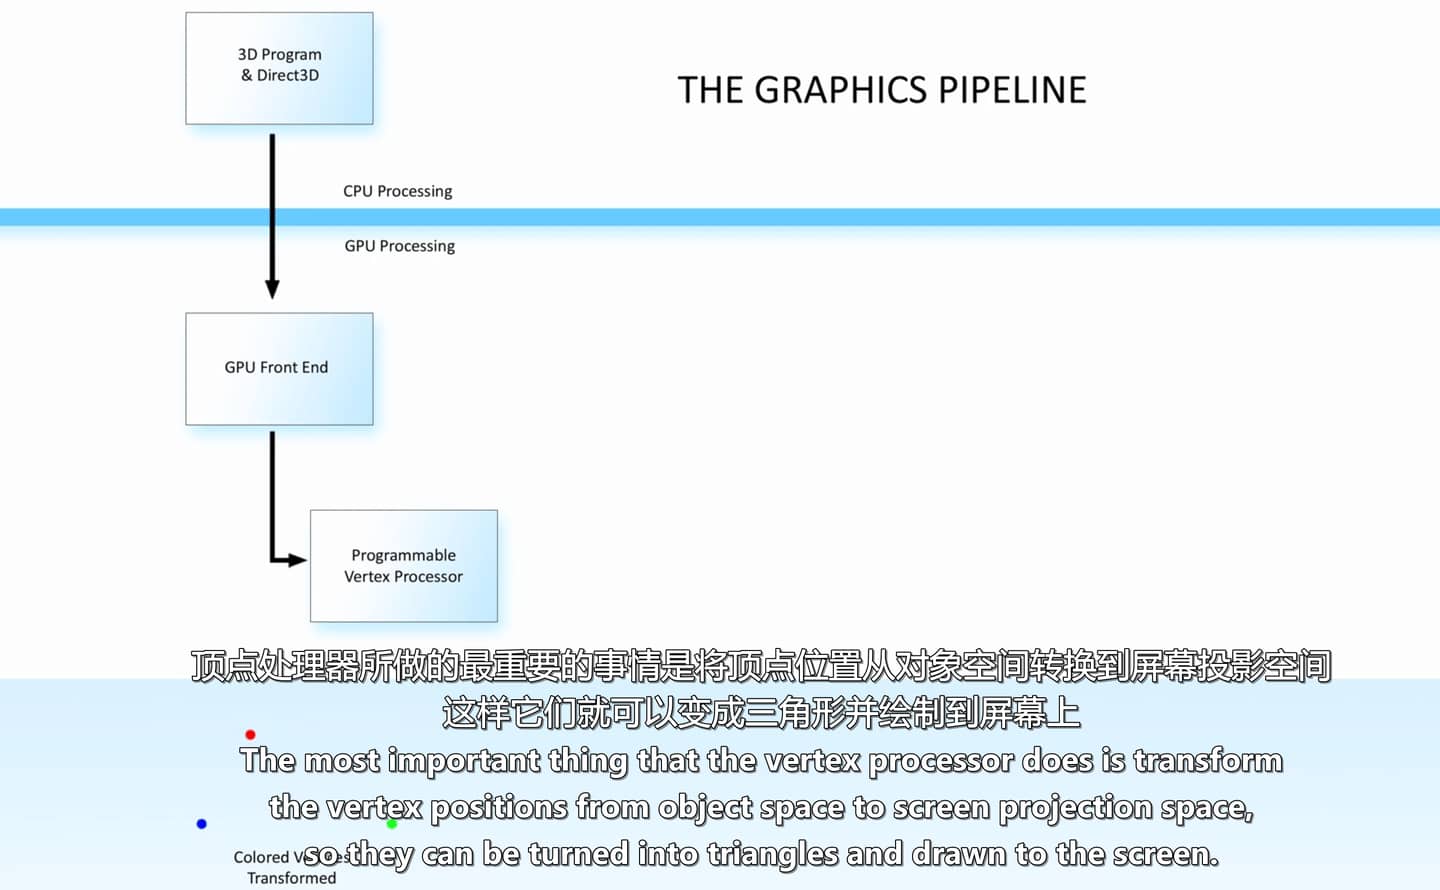 3D Program
& Direct3D
THE GRAPHICS PIPELINE
CPU Processing
GPU Processing
GPU Front End
Programmable
Vertex Processor
顶点处理器所做的最重要的事情是将顶点位置从对象空间转换到屏幕投影空间
这样它们就可以变成三角形并绘制到屏幕上
The most important thing that the vertex processor does is transform
the vertex positions from object space to screen projection space,
so they can be turned into triangles and drawn to the screen.
Colored
Transformed